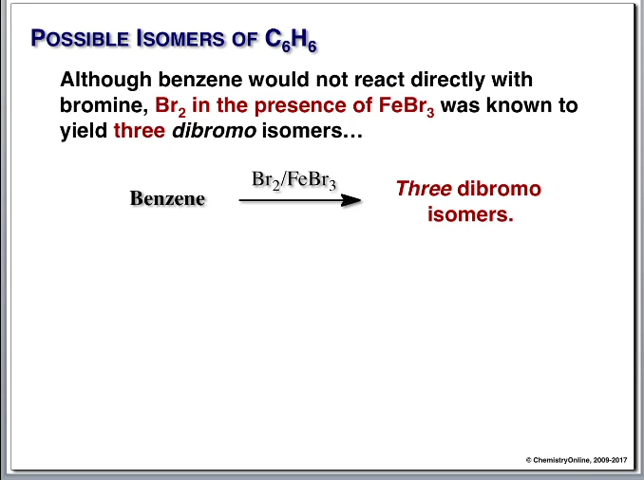 POSSIBLE ISOMERS OF C₆H₆
Although benzene would not react directly with
bromine, Br₂ in the presence of FeBr₃ was known to
yield three dibromo isomers…
Br₂/FeBr₃
Benzene
Three dibromo
isomers.
© ChemistryOnline, 2009-2017